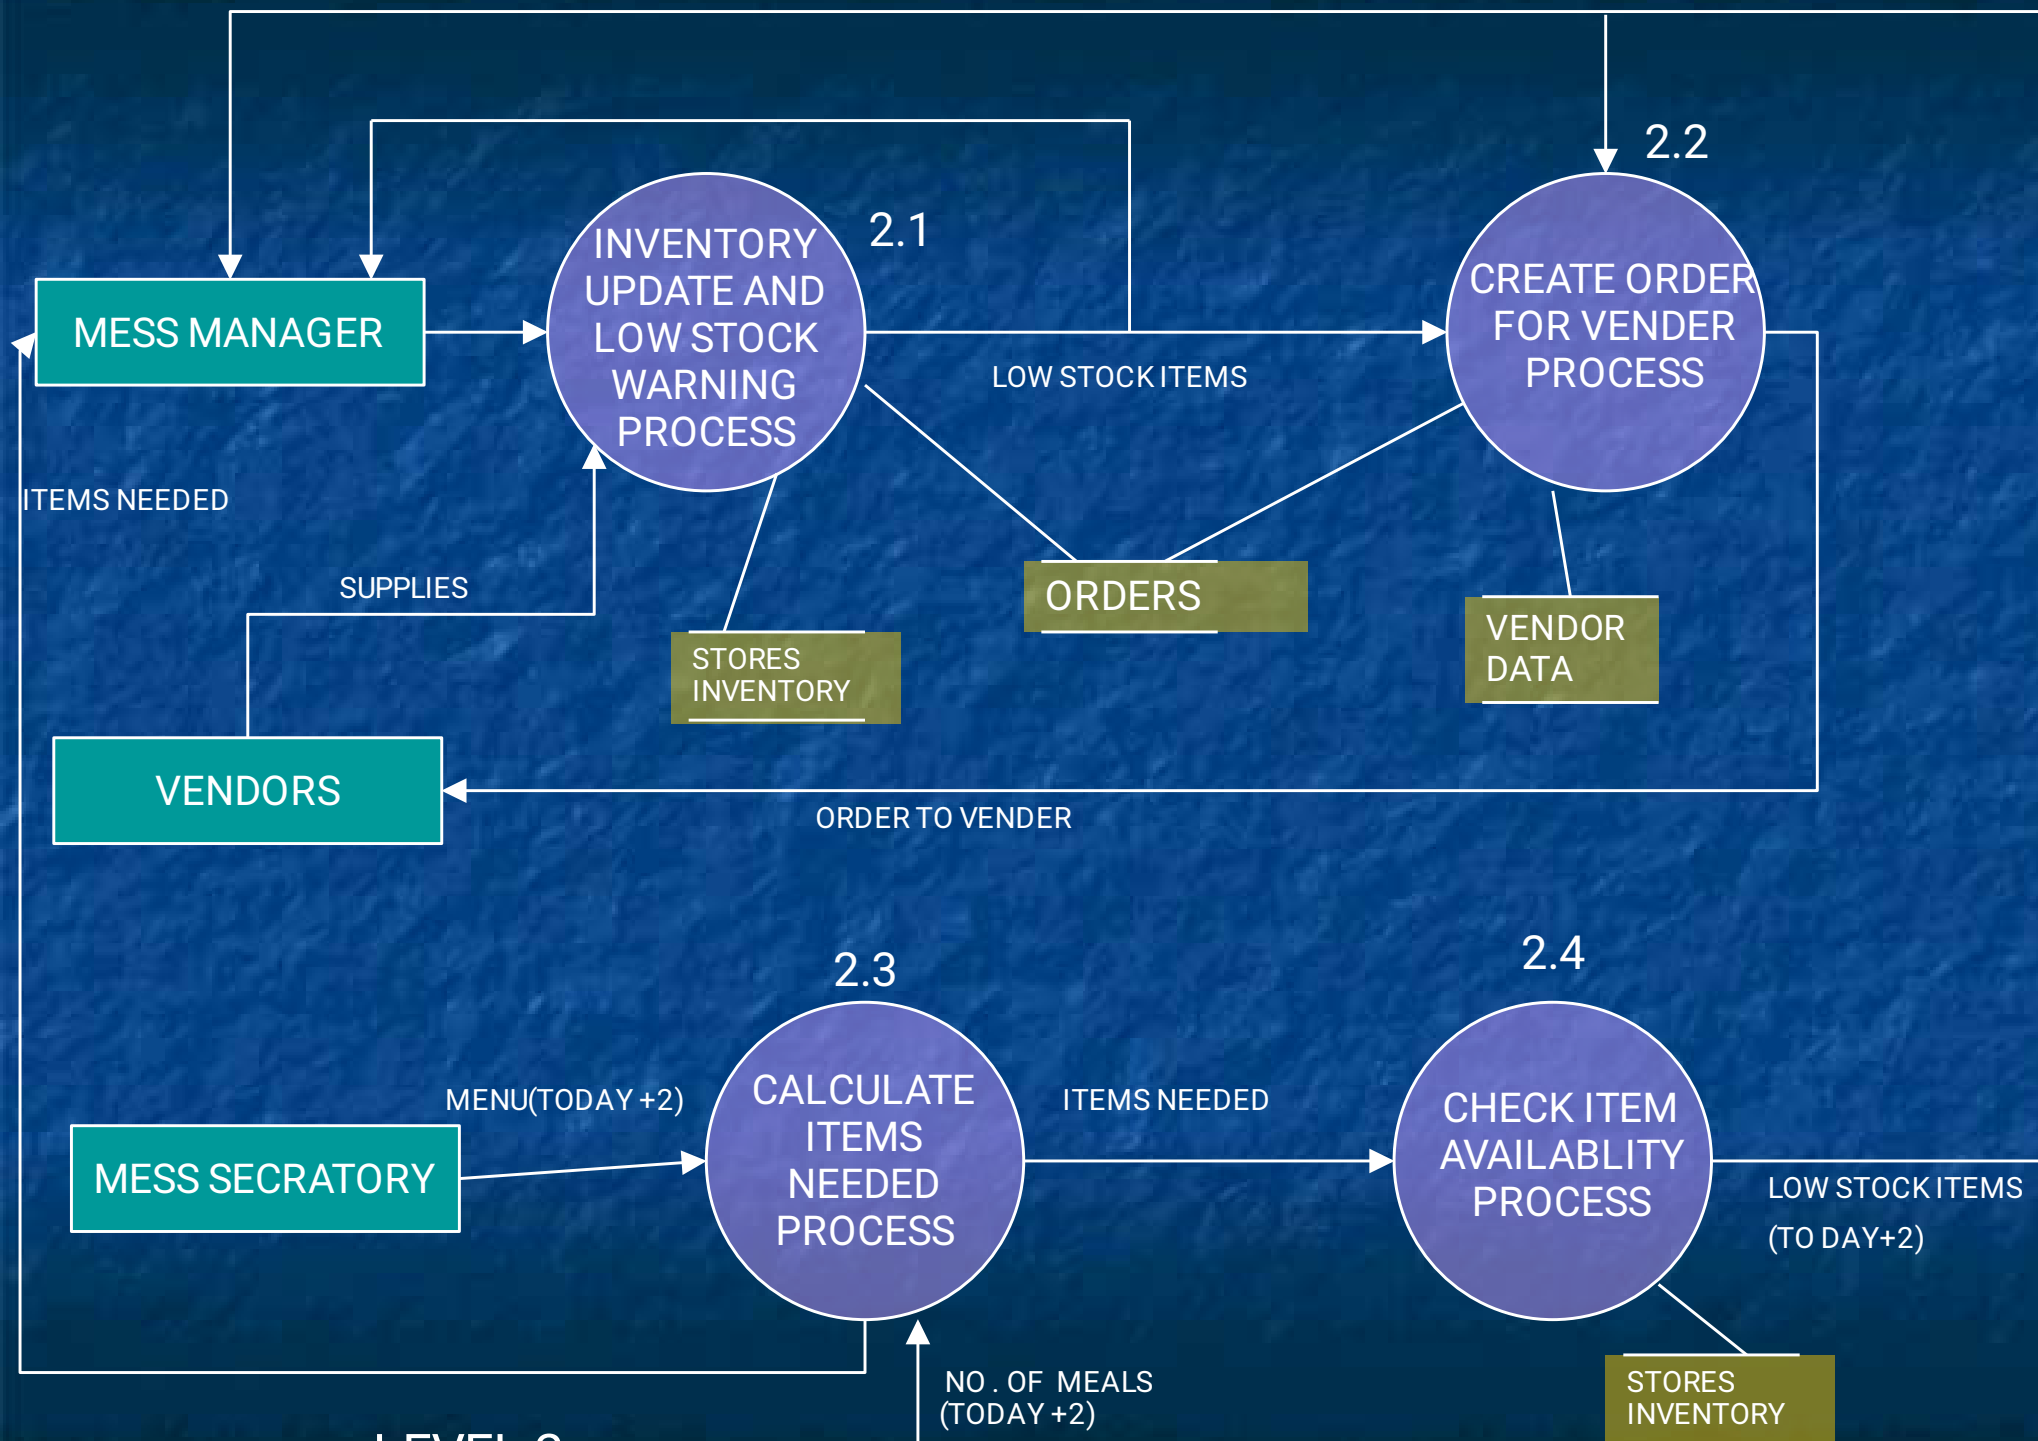 2.2
2.1
INVENTORY
UPDATE AND
LOW STOCK
WARNING
PROCESS
CREATE ORDER
FOR VENDER
PROCESS
MESS MANAGER
LOW STOCK ITEMS
ITEMS NEEDED
SUPPLIES
ORDERS
STORES
INVENTORY
VENDOR
DATA
VENDORS
ORDER TO VENDER
2.3
2.4
MENU(TODAY +2)
CALCULATE
ITEMS
NEEDED
PROCESS
ITEMS NEEDED
CHECK ITEM
AVAILABLITY
PROCESS
MESS SECRATORY
LOW STOCK ITEMS
(TO DAY+2)
NO . OF MEALS
(TODAY +2)
STORES
INVENTORY
LEVEL